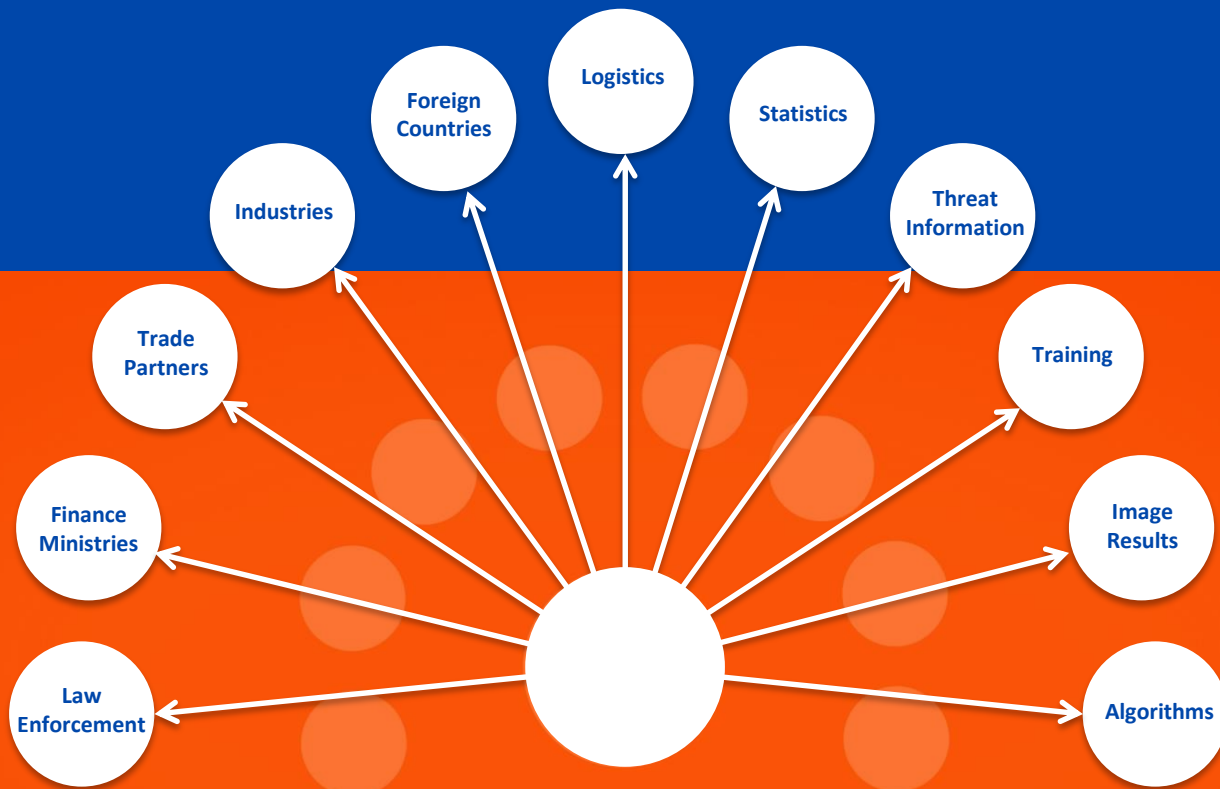 Logistics
Foreign
Countries
Statistics
Industries
Threat
Information
Trade
Partners
Training
Finance
Ministries
Image
Results
Law
Enforcement
Algorithms